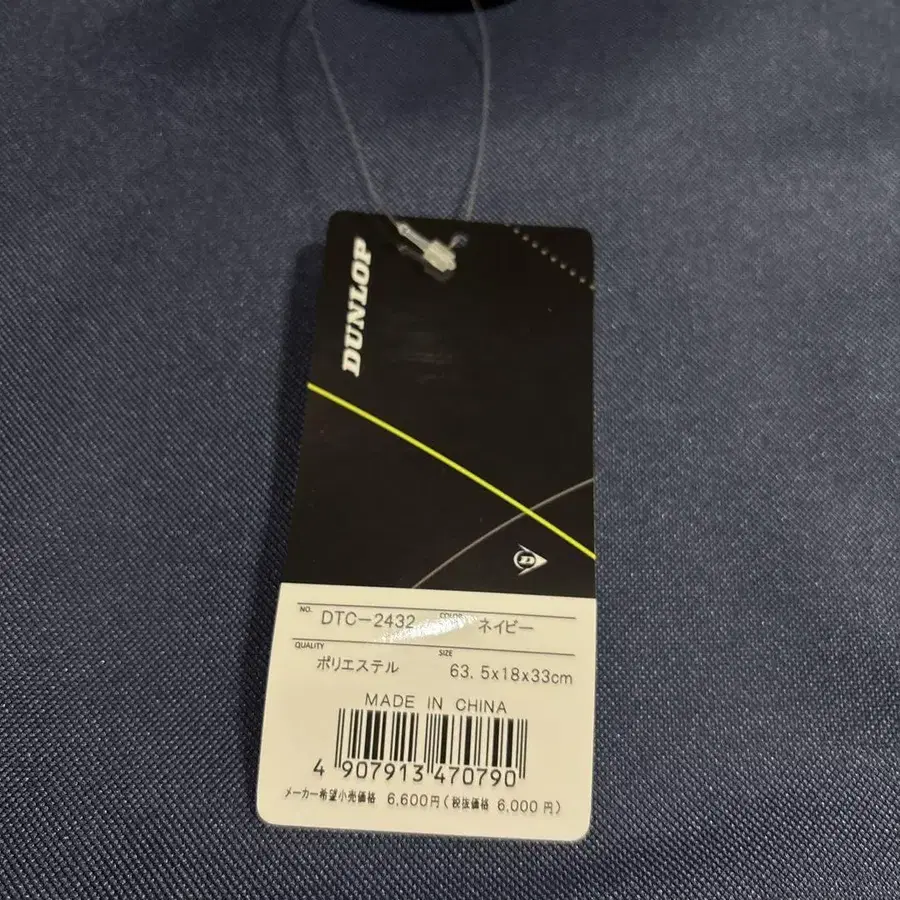 DUNLOP
D
NO. DTC-2432 COLOR ネイビー
QUALITY ポリエステル SIZE 63.5x18x33cm
MADE IN CHINA
4 907913 470790
メーカー希望小売価格 6,600円(税抜価格 6,000円)